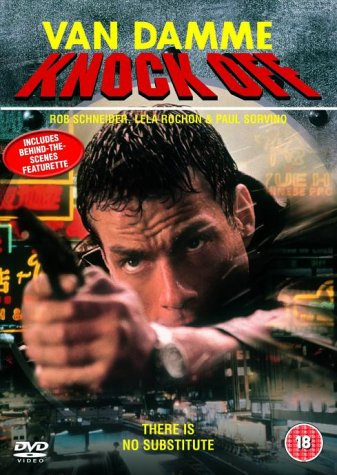 VAN DAMME
KNOCK OFF
ROB SCHNEIDER, LELA ROCHON & PAUL SORVINO
INCLUDES
BEHIND-THE-
SCENES
FEATURETTE
THERE IS
NO SUBSTITUTE
DVD
VIDEO
18